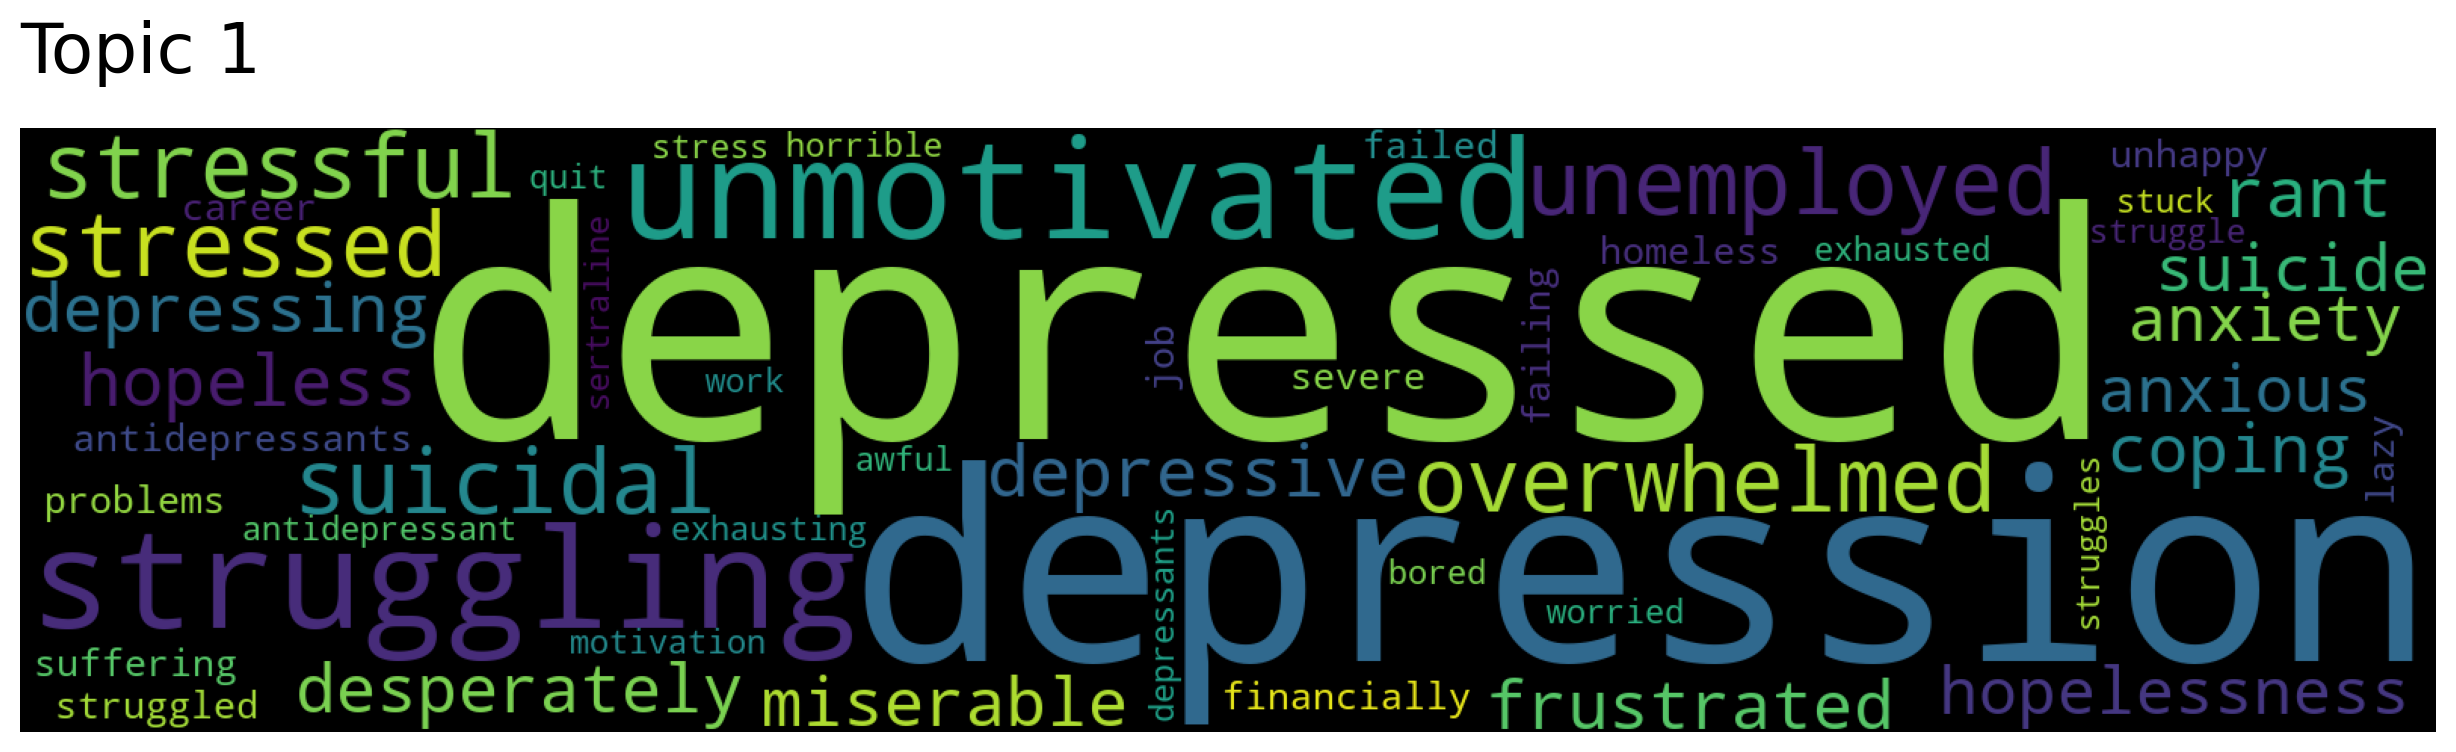 Topic 1
stressful
quit
stress
horrible
unmotivated
failed
unemployed
unhappy
career
stuck
rant
stressed
sertraline
depressed
homeless
exhausted
struggle
suicide
depressing
job
failing
anxiety
hopeless
work
severe
anxious
antidepressants
suicidal
awful
depressive
overwhelmed
coping
lazy
problems
antidepressant
exhausting
struggling
depression
depressants
bored
struggles
worried
motivation
suffering
struggled
desperately
miserable
financially
frustrated
hopelessness